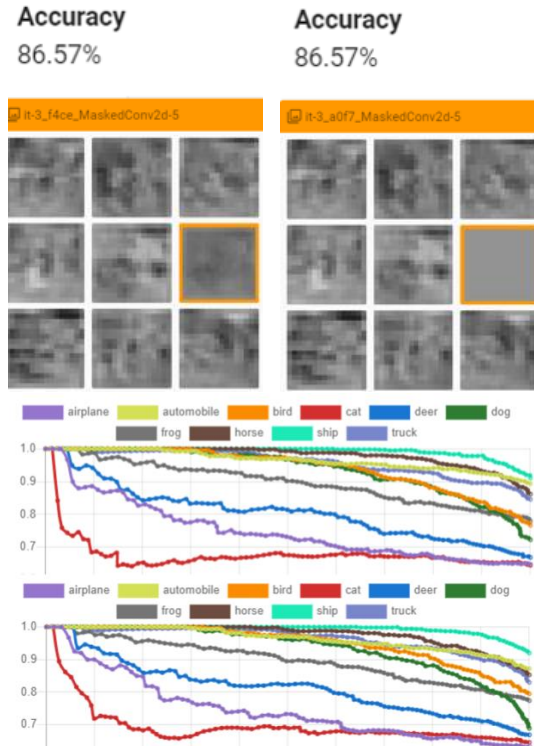 Accuracy Accuracy
86.57% 86.57%
it-3_f4ce_MaskedConv2d-5 it-3_a0f7_MaskedConv2d-5
airplane automobile bird cat deer dog
frog horse ship truck
1.0
0.9
0.8
0.7
airplane automobile bird cat deer dog
frog horse ship truck
1.0
0.9
0.8
0.7